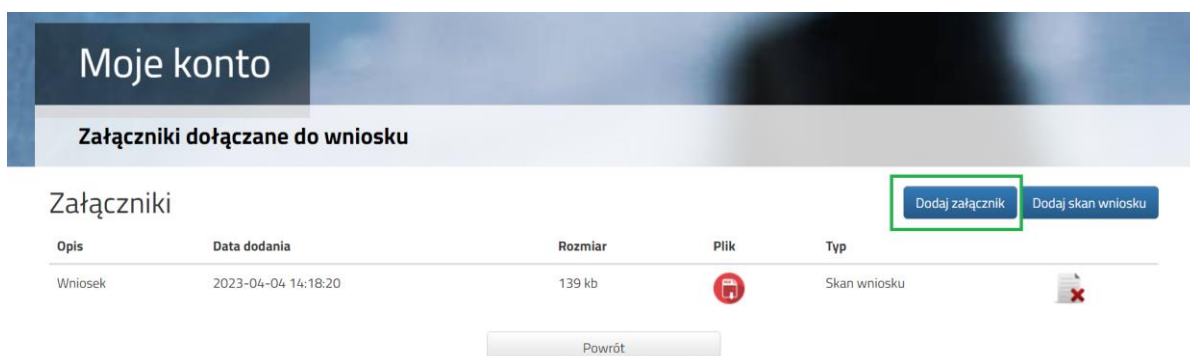 Moje konto
Załączniki dołączane do wniosku
Załączniki
Dodaj załącznik Dodaj skan wniosku
Opis Data dodania Rozmiar Plik Typ
Wniosek 2023-04-04 14:18:20 139 kb Skan wniosku
Powrót